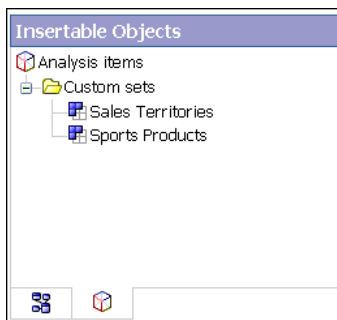 Insertable Objects
Analysis items
Custom sets
Sales Territories
Sports Products